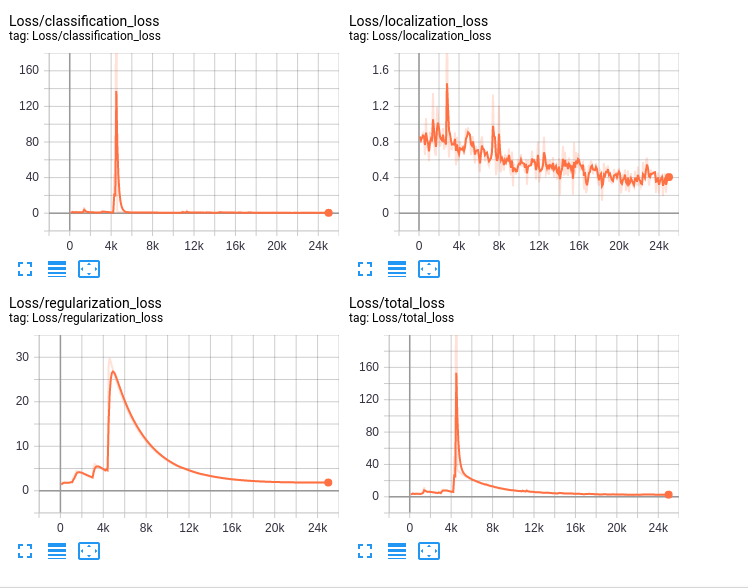 Loss/classification_loss
tag: Loss/classification_loss
160
120
80
40
0
0 4k 8k 12k 16k 20k 24k
Loss/localization_loss
tag: Loss/localization_loss
1.6
1.2
0.8
0.4
0
0 4k 8k 12k 16k 20k 24k
Loss/regularization_loss
tag: Loss/regularization_loss
30
20
10
0
0 4k 8k 12k 16k 20k 24k
Loss/total_loss
tag: Loss/total_loss
160
120
80
40
0
0 4k 8k 12k 16k 20k 24k